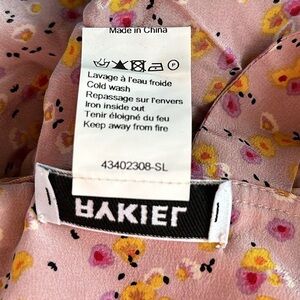 Made in China
Lavage à l'eau froide
Cold wash
Repassage sur l'envers
Iron inside out
Tenir éloigné du feu
Keep away from fire
43402308-SL
RYKIEL